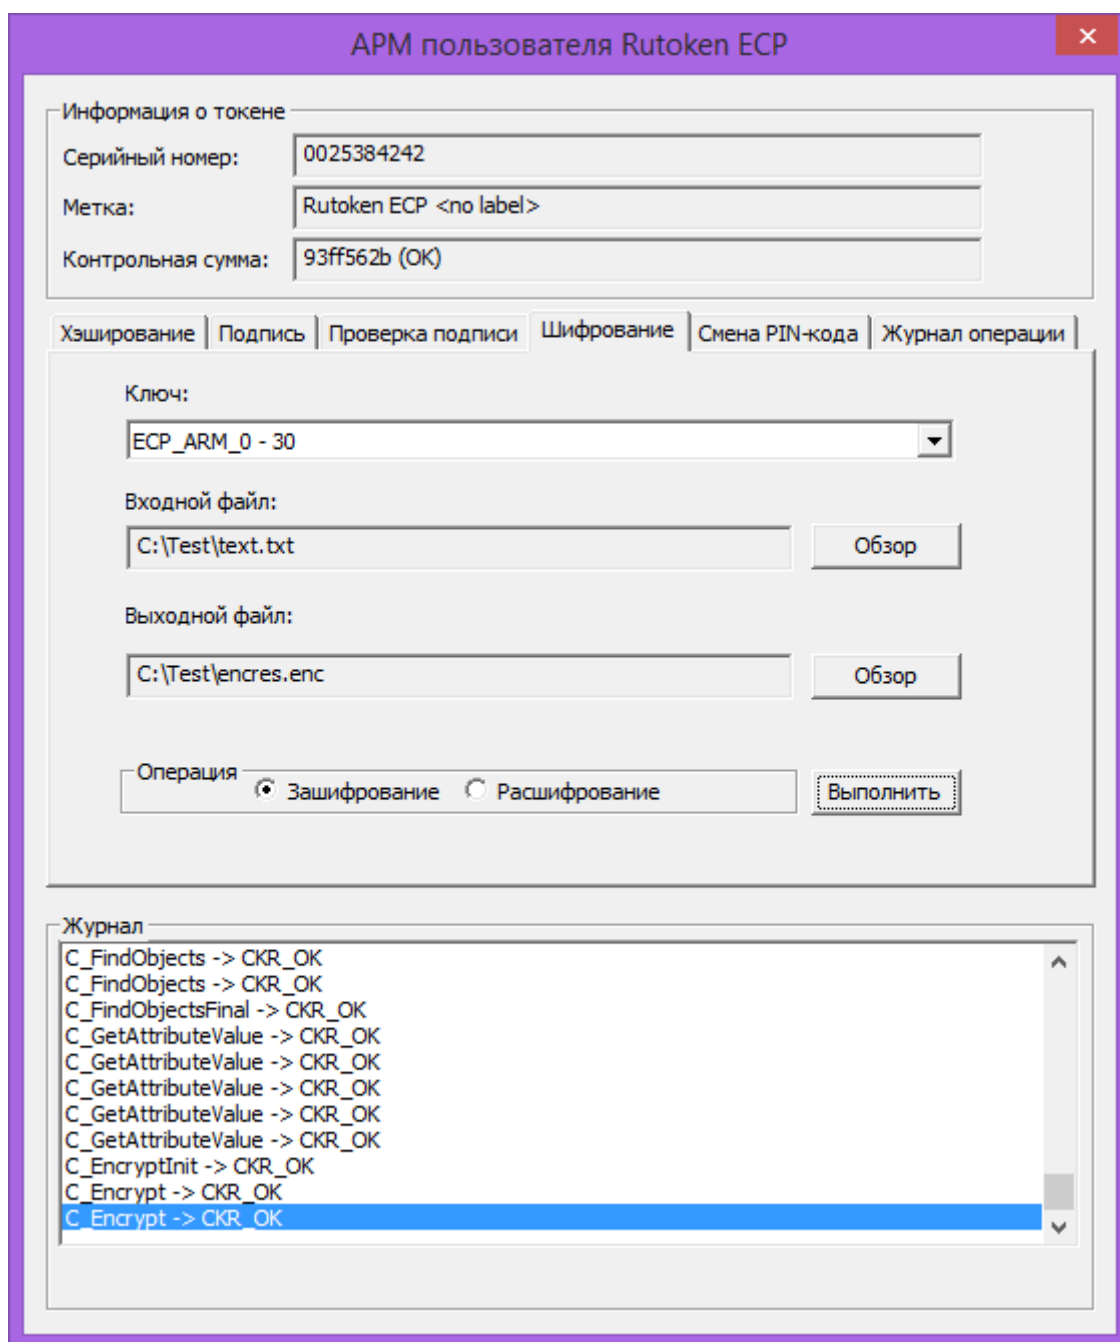 АРМ пользователя Rutoken ECP
Информация о токене
Серийный номер: 0025384242
Метка: Rutoken ECP <no label>
Контрольная сумма: 93ff562b (OK)
Хэширование Подпись Проверка подписи Шифрование Смена PIN-кода Журнал операции
Ключ:
ECP_ARM_0 - 30
Входной файл:
C:\Test\text.txt Обзор
Выходной файл:
C:\Test\encres.enc Обзор
Операция
Зашифрование Расшифрование Выполнить
Журнал
C_FindObjects -> CKR_OK
C_FindObjects -> CKR_OK
C_FindObjectsFinal -> CKR_OK
C_GetAttributeValue -> CKR_OK
C_GetAttributeValue -> CKR_OK
C_GetAttributeValue -> CKR_OK
C_GetAttributeValue -> CKR_OK
C_GetAttributeValue -> CKR_OK
C_EncryptInit -> CKR_OK
C_Encrypt -> CKR_OK
C_Encrypt -> CKR_OK